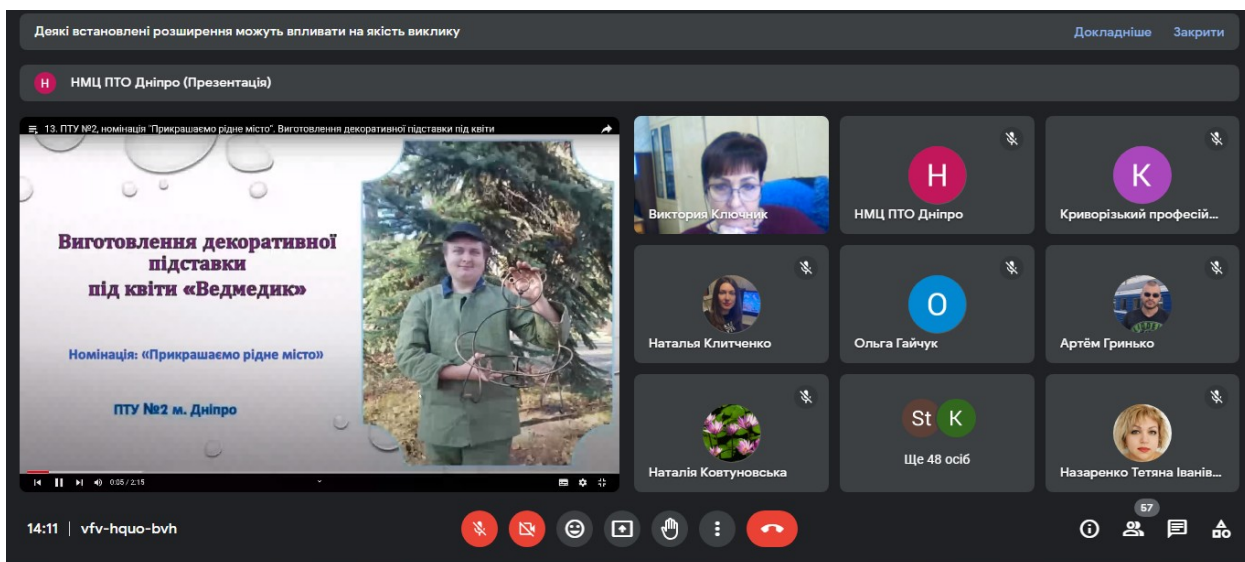 Деякі встановлені розширення можуть впливати на якість виклику
Докладніше
Закрити
Н
НМЦ ПТО Дніпро (Презентація)
13. ПТУ №2, номінація "Прикрашаємо рідне місто". Виготовлення декоративної підставки під квіти
Виготовлення декоративної
підставки
під квіти «Ведмедик»
Номінація: «Прикрашаємо рідне місто»
ПТУ №2 м. Дніпро
0:05 / 2:15
Виктория Ключник
Н
НМЦ ПТО Дніпро
К
Криворізький професій...
Наталья Клитченко
О
Ольга Гайчук
Артём Гринько
Наталія Ковтуновська
St К
Ще 48 осіб
Назаренко Тетяна Іванів...
14:11 | vfv-hquo-bvh
57